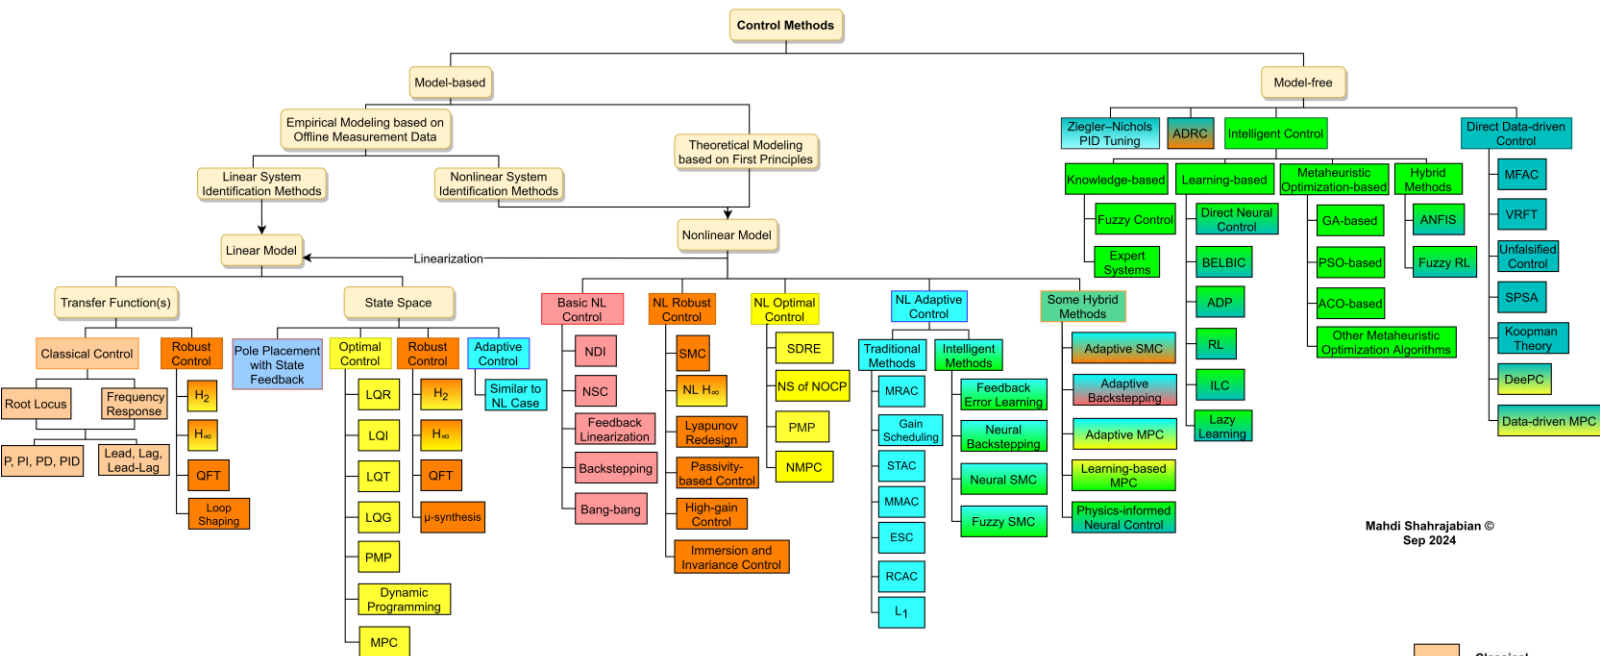 Control Methods
Model-based
Model-free
Empirical Modeling based on
Offline Measurement Data
Theoretical Modeling
based on First Principles
Linear System
Identification Methods
Nonlinear System
Identification Methods
Linear Model
Nonlinear Model
Linearization
Transfer Function(s)
State Space
Classical Control
Root Locus
Frequency
Response
P, PI, PD, PID
Lead, Lag,
Lead-Lag
Robust
Control
H2
H∞
QFT
Loop
Shaping
Pole Placement
with State
Feedback
Optimal
Control
LQR
LQI
LQT
LQG
PMP
Dynamic
Programming
MPC
Robust
Control
H2
H∞
QFT
μ-synthesis
Adaptive
Control
Similar to
NL Case
Basic NL
Control
NDI
NSC
Feedback
Linearization
Backstepping
Bang-bang
NL Robust
Control
SMC
NL H∞
Lyapunov
Redesign
Passivity-
based Control
High-gain
Control
Immersion and
Invariance Control
NL Optimal
Control
SDRE
NS of NOCP
PMP
NMPC
NL Adaptive
Control
Traditional
Methods
MRAC
Gain
Scheduling
STAC
MMAC
ESC
RCAC
L1
Intelligent
Methods
Feedback
Error Learning
Neural
Backstepping
Neural SMC
Fuzzy SMC
Some Hybrid
Methods
Adaptive SMC
Adaptive
Backstepping
Adaptive MPC
Learning-based
MPC
Physics-informed
Neural Control
Ziegler–Nichols
PID Tuning
ADRC
Intelligent Control
Knowledge-based
Fuzzy Control
Expert
Systems
Learning-based
Direct Neural
Control
BELBIC
ADP
RL
ILC
Lazy
Learning
Metaheuristic
Optimization-based
GA-based
PSO-based
ACO-based
Other Metaheuristic
Optimization Algorithms
Hybrid
Methods
ANFIS
Fuzzy RL
Direct Data-driven
Control
MFAC
VRFT
Unfalsified
Control
SPSA
Koopman
Theory
DeePC
Data-driven MPC
Mahdi Shahrajabian ©
Sep 2024
Classical